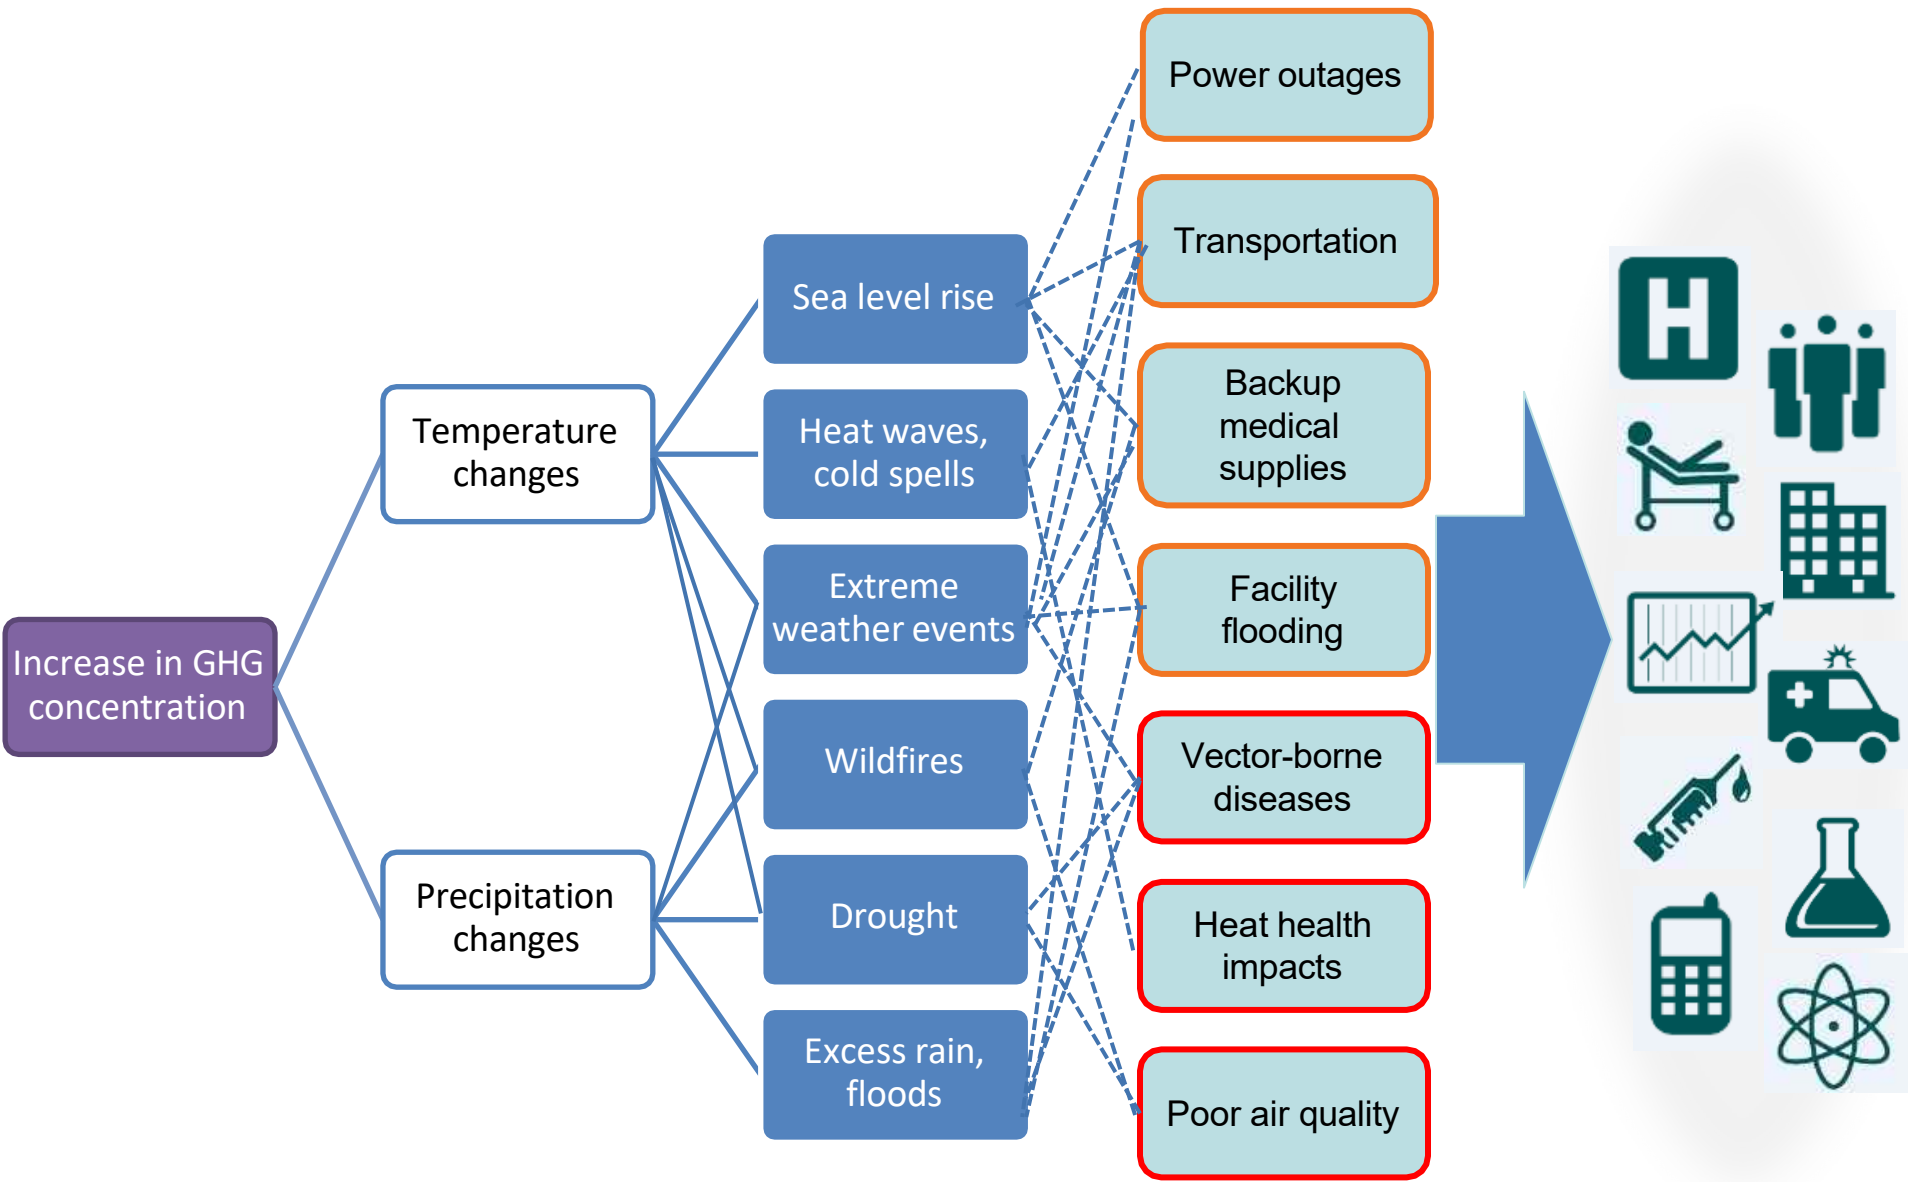 Increase in GHG
concentration
Temperature
changes
Precipitation
changes
Sea level rise
Heat waves,
cold spells
Extreme
weather events
Wildfires
Drought
Excess rain,
floods
Power outages
Transportation
Backup
medical
supplies
Facility
flooding
Vector-borne
diseases
Heat health
impacts
Poor air quality
H